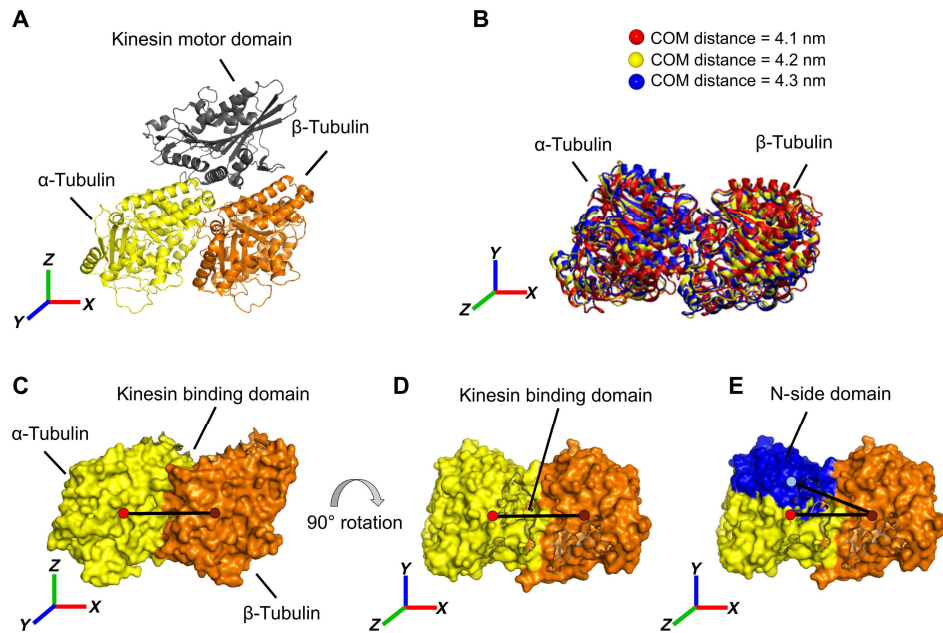 A
Kinesin motor domain
β-Tubulin
α-Tubulin
Z
X
Y
B
COM distance = 4.1 nm
COM distance = 4.2 nm
COM distance = 4.3 nm
α-Tubulin
β-Tubulin
Y
X
Z
C
Kinesin binding domain
α-Tubulin
β-Tubulin
Z
X
Y
90° rotation
D
Kinesin binding domain
Y
X
Z
E
N-side domain
Y
X
Z